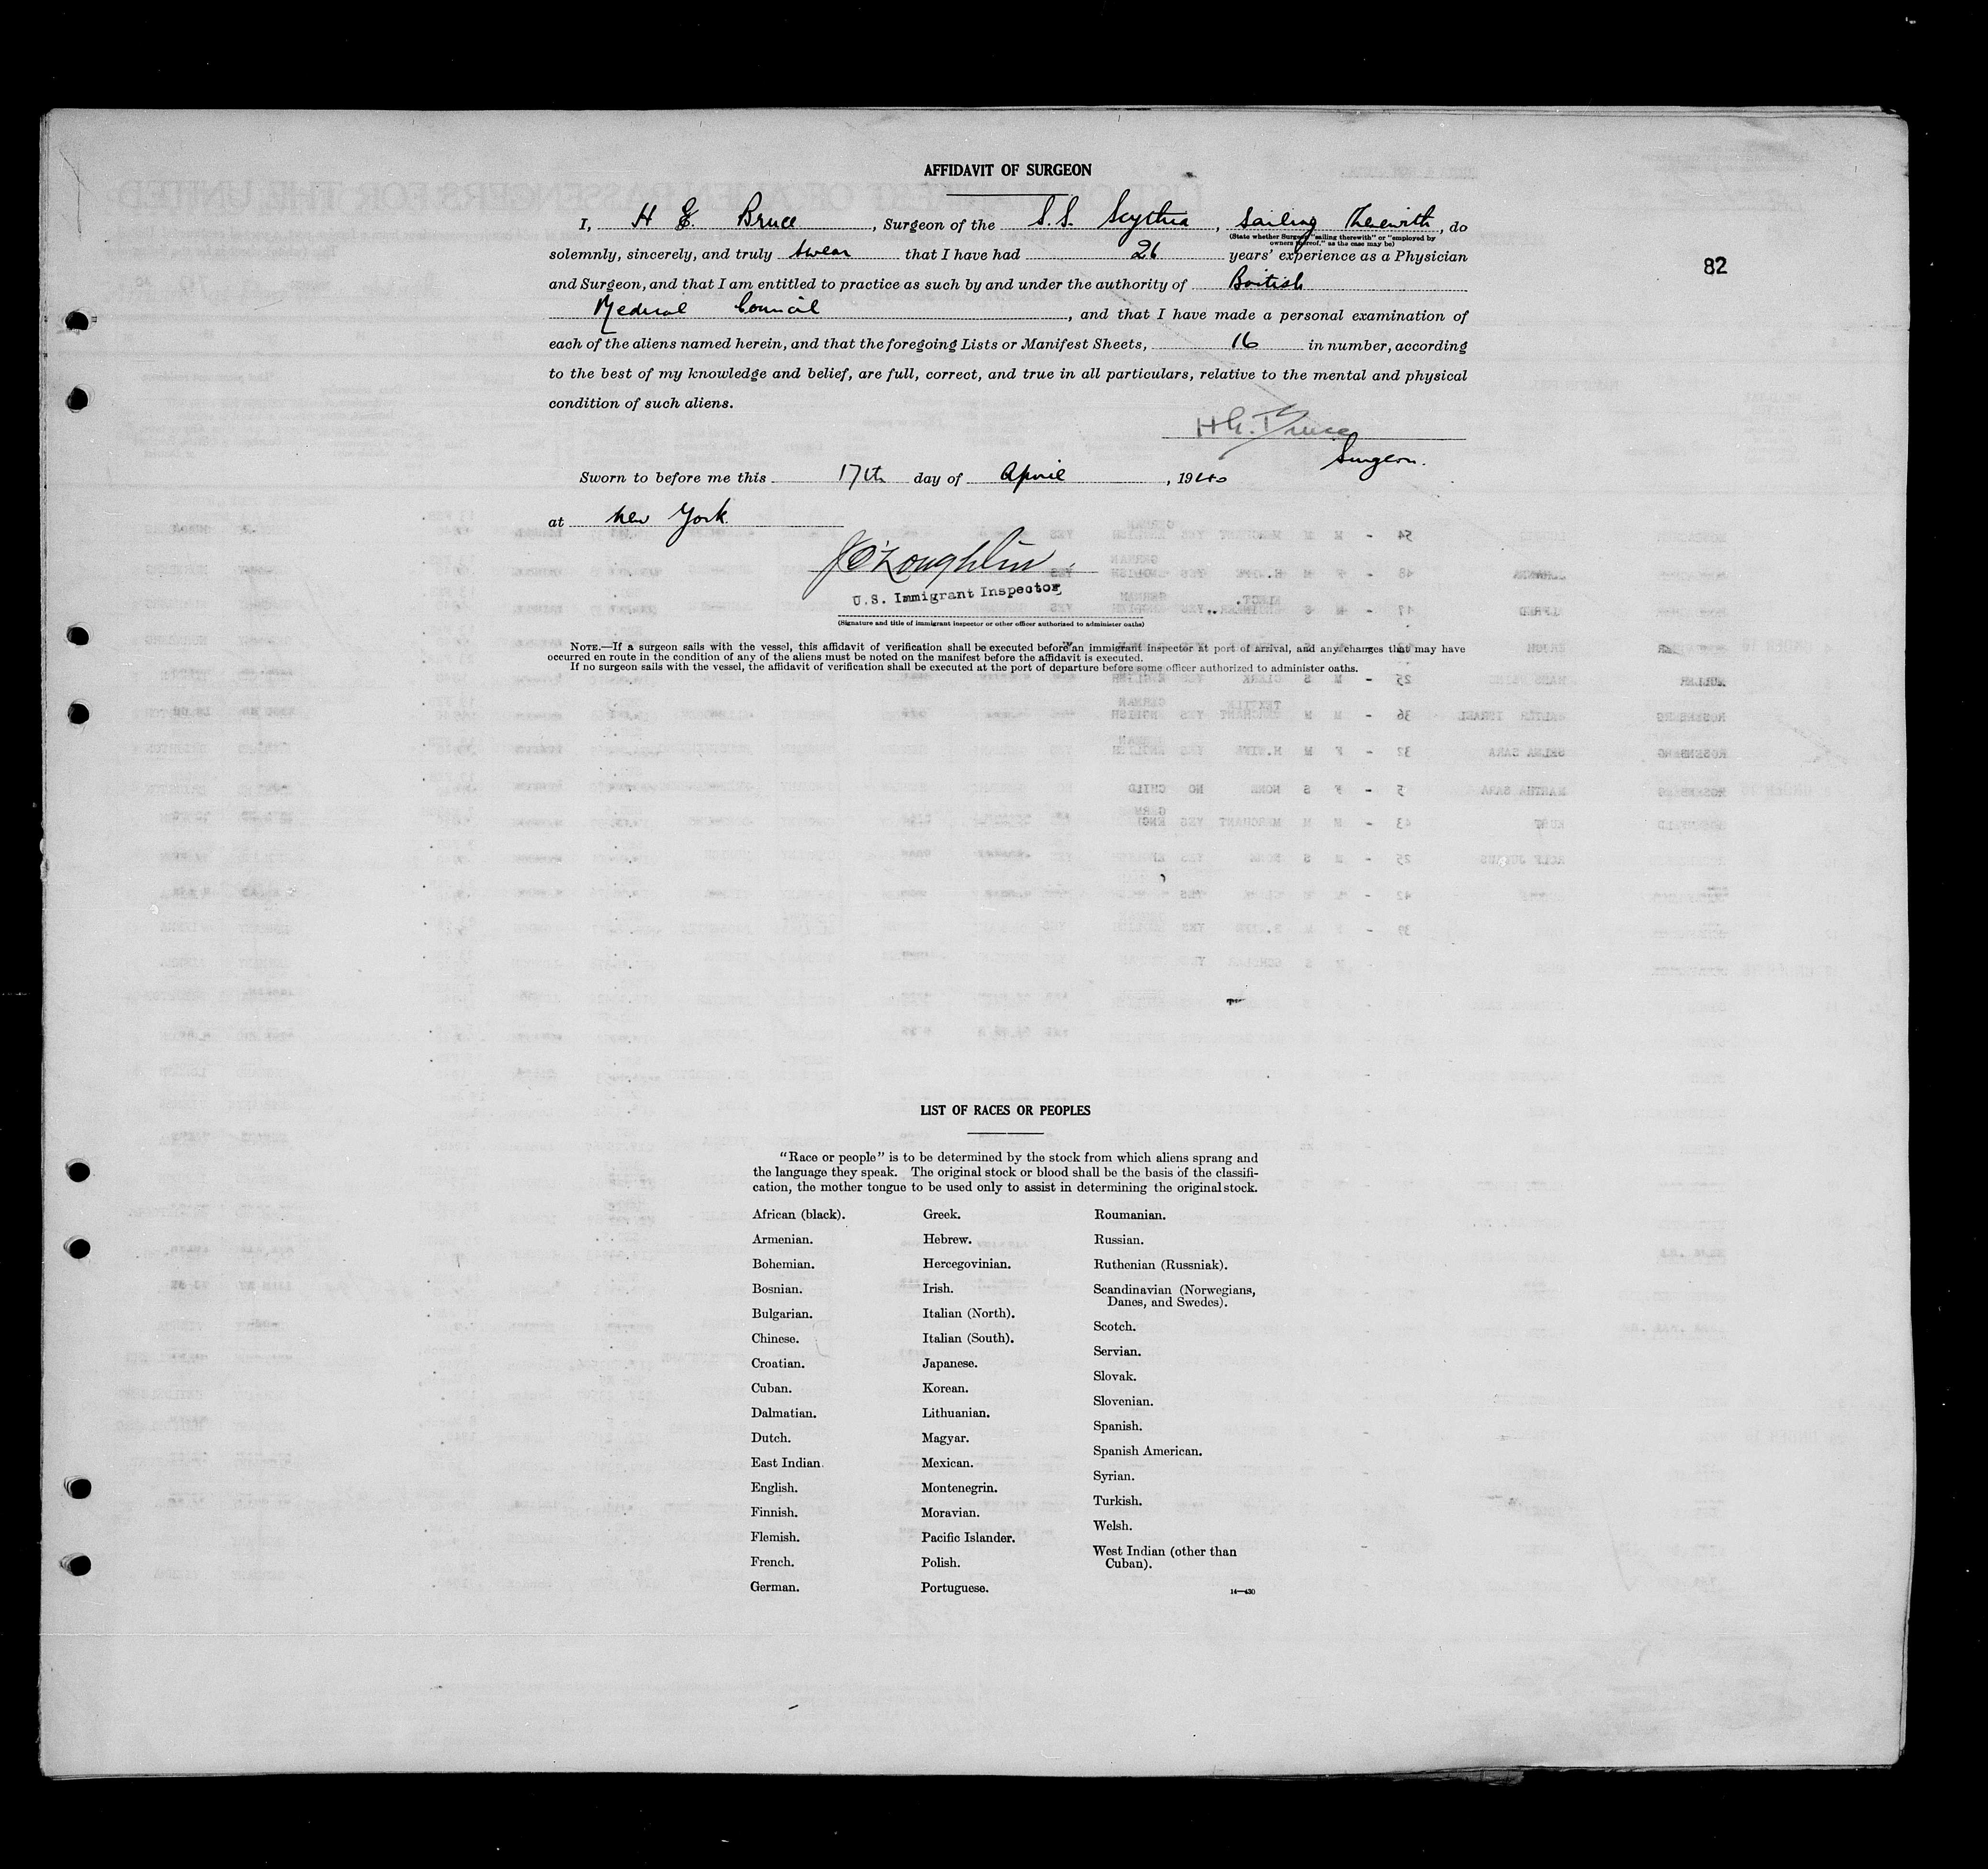 AFFIDAVIT OF SURGEON
I, H G. Bruce, Surgeon of the S.S. Scythia, sailing therewith, do
(State whether Surgeon "sailing therewith" or "employed by
owners thereof," as the case may be)
solemnly, sincerely, and truly swear that I have had 26 years' experience as a Physician
82
and Surgeon, and that I am entitled to practice as such by and under the authority of British
Medical Council, and that I have made a personal examination of
each of the aliens named herein, and that the foregoing Lists or Manifest Sheets, 16 in number, according
to the best of my knowledge and belief, are full, correct, and true in all particulars, relative to the mental and physical
condition of such aliens.
H G. Bruce
Surgeon.
Sworn to before me this 17th day of April, 1940
at New York
J O'Loughlin
U.S. Immigrant Inspector
(Signature and title of immigrant inspector or other officer authorized to administer oaths)
NOTE.—If a surgeon sails with the vessel, this affidavit of verification shall be executed before an immigrant inspector at port of arrival, and any changes that may have
occurred en route in the condition of any of the aliens must be noted on the manifest before the affidavit is executed.
If no surgeon sails with the vessel, the affidavit of verification shall be executed at the port of departure before some officer authorized to administer oaths.
LIST OF RACES OR PEOPLES
"Race or people" is to be determined by the stock from which aliens sprang and
the language they speak. The original stock or blood shall be the basis of the classifi-
cation, the mother tongue to be used only to assist in determining the original stock.
African (black).
Armenian.
Bohemian.
Bosnian.
Bulgarian.
Chinese.
Croatian.
Cuban.
Dalmatian.
Dutch.
East Indian.
English.
Finnish.
Flemish.
French.
German.
Greek.
Hebrew.
Hercegovinian.
Irish.
Italian (North).
Italian (South).
Japanese.
Korean.
Lithuanian.
Magyar.
Mexican.
Montenegrin.
Moravian.
Pacific Islander.
Polish.
Portuguese.
Roumanian.
Russian.
Ruthenian (Russniak).
Scandinavian (Norwegians,
Danes, and Swedes).
Scotch.
Servian.
Slovak.
Slovenian.
Spanish.
Spanish American.
Syrian.
Turkish.
Welsh.
West Indian (other than
Cuban).
14—430